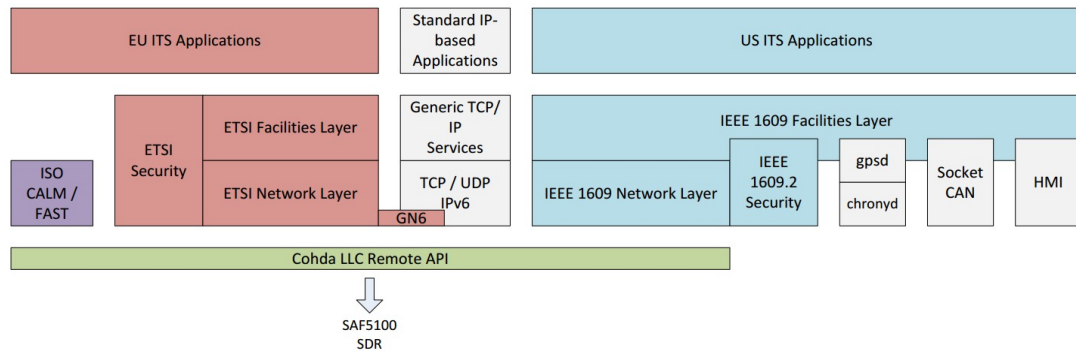 EU ITS Applications
Standard IP-
based
Applications
US ITS Applications
ETSI
Security
ETSI Facilities Layer
Generic TCP/
IP
Services
IEEE 1609 Facilities Layer
ISO
CALM /
FAST
ETSI Network Layer
TCP / UDP
IPv6
GN6
IEEE 1609 Network Layer
IEEE
1609.2
Security
gpsd
chronyd
Socket
CAN
HMI
Cohda LLC Remote API
SAF5100
SDR